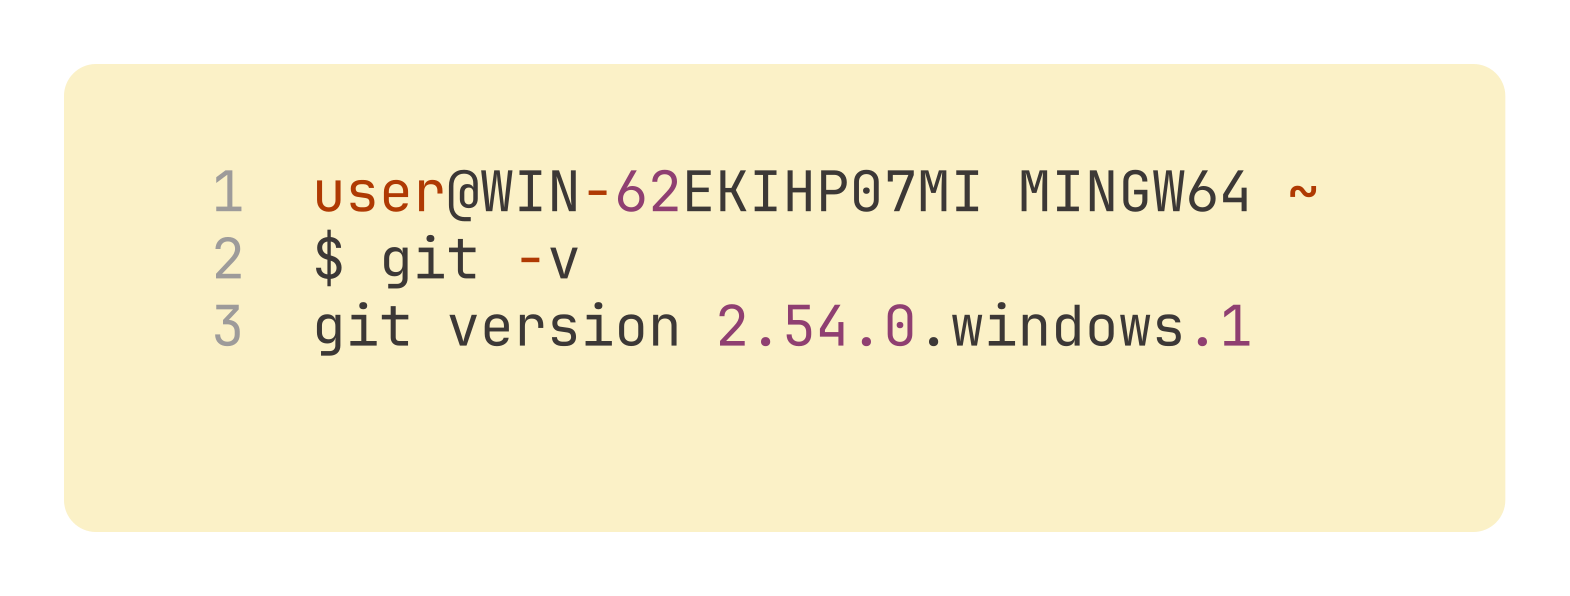 1 user@WIN-62EKIHP07MI MINGW64 ~
2 $ git -v
3 git version 2.54.0.windows.1